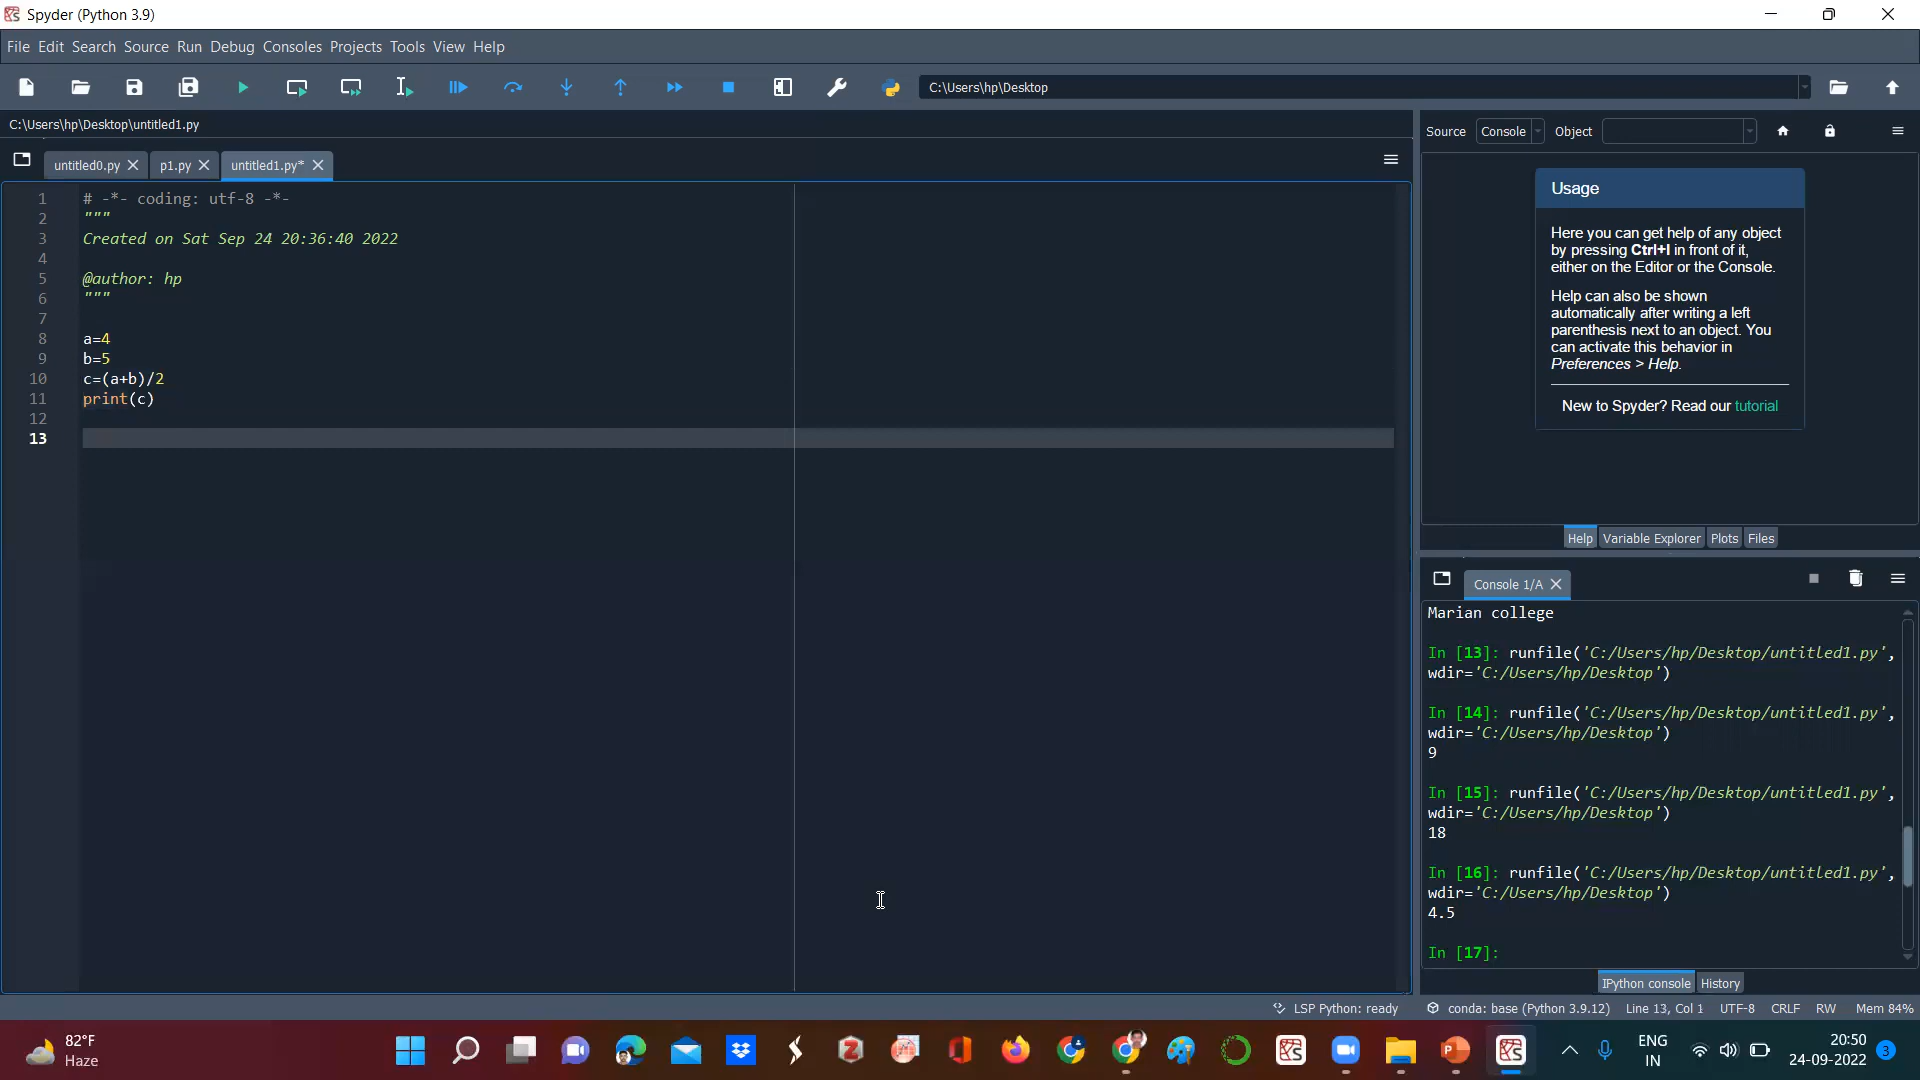 Spyder (Python 3.9)
File Edit Search Source Run Debug Consoles Projects Tools View Help
C:\Users\hp\Desktop
C:\Users\hp\Desktop\untitled1.py
untitled0.py
p1.py
untitled1.py*
1 # -*- coding: utf-8 -*-
2 """
3 Created on Sat Sep 24 20:36:40 2022
4
5 @author: hp
6 """
7
8 a=4
9 b=5
10 c=(a+b)/2
11 print(c)
12
13
Source Console Object
Usage
Here you can get help of any object
by pressing Ctrl+I in front of it,
either on the Editor or the Console.
Help can also be shown
automatically after writing a left
parenthesis next to an object. You
can activate this behavior in
Preferences > Help.
New to Spyder? Read our tutorial
Help Variable Explorer Plots Files
Console 1/A
Marian college
In [13]: runfile('C:/Users/hp/Desktop/untitled1.py',
wdir='C:/Users/hp/Desktop')
In [14]: runfile('C:/Users/hp/Desktop/untitled1.py',
wdir='C:/Users/hp/Desktop')
9
In [15]: runfile('C:/Users/hp/Desktop/untitled1.py',
wdir='C:/Users/hp/Desktop')
18
In [16]: runfile('C:/Users/hp/Desktop/untitled1.py',
wdir='C:/Users/hp/Desktop')
4.5
In [17]:
IPython console History
LSP Python: ready conda: base (Python 3.9.12) Line 13, Col 1 UTF-8 CRLF RW Mem 84%
82°F
Haze
ENG
IN
20:50
24-09-2022
3